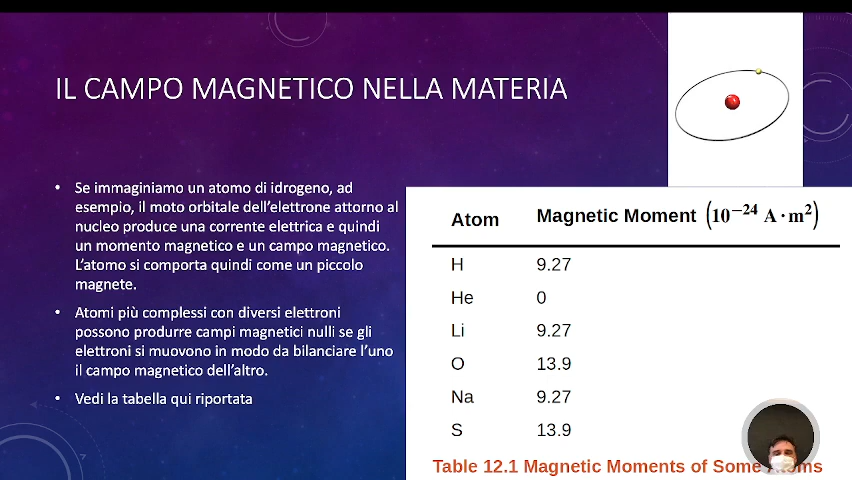 IL CAMPO MAGNETICO NELLA MATERIA
• Se immaginiamo un atomo di idrogeno, ad
esempio, il moto orbitale dell'elettrone attorno al
nucleo produce una corrente elettrica e quindi
un momento magnetico e un campo magnetico.
L'atomo si comporta quindi come un piccolo
magnete.
• Atomi più complessi con diversi elettroni
possono produrre campi magnetici nulli se gli
elettroni si muovono in modo da bilanciare l'uno
il campo magnetico dell'altro.
• Vedi la tabella qui riportata
Atom Magnetic Moment (10⁻²⁴ A·m²)
H 9.27
He 0
Li 9.27
O 13.9
Na 9.27
S 13.9
Table 12.1 Magnetic Moments of Some Atoms